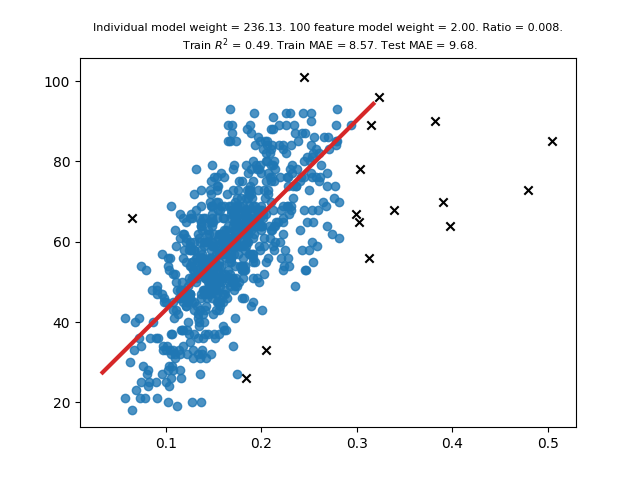 Individual model weight = 236.13. 100 feature model weight = 2.00. Ratio = 0.008.
Train R² = 0.49. Train MAE = 8.57. Test MAE = 9.68.
100
80
60
40
20
0.1 0.2 0.3 0.4 0.5